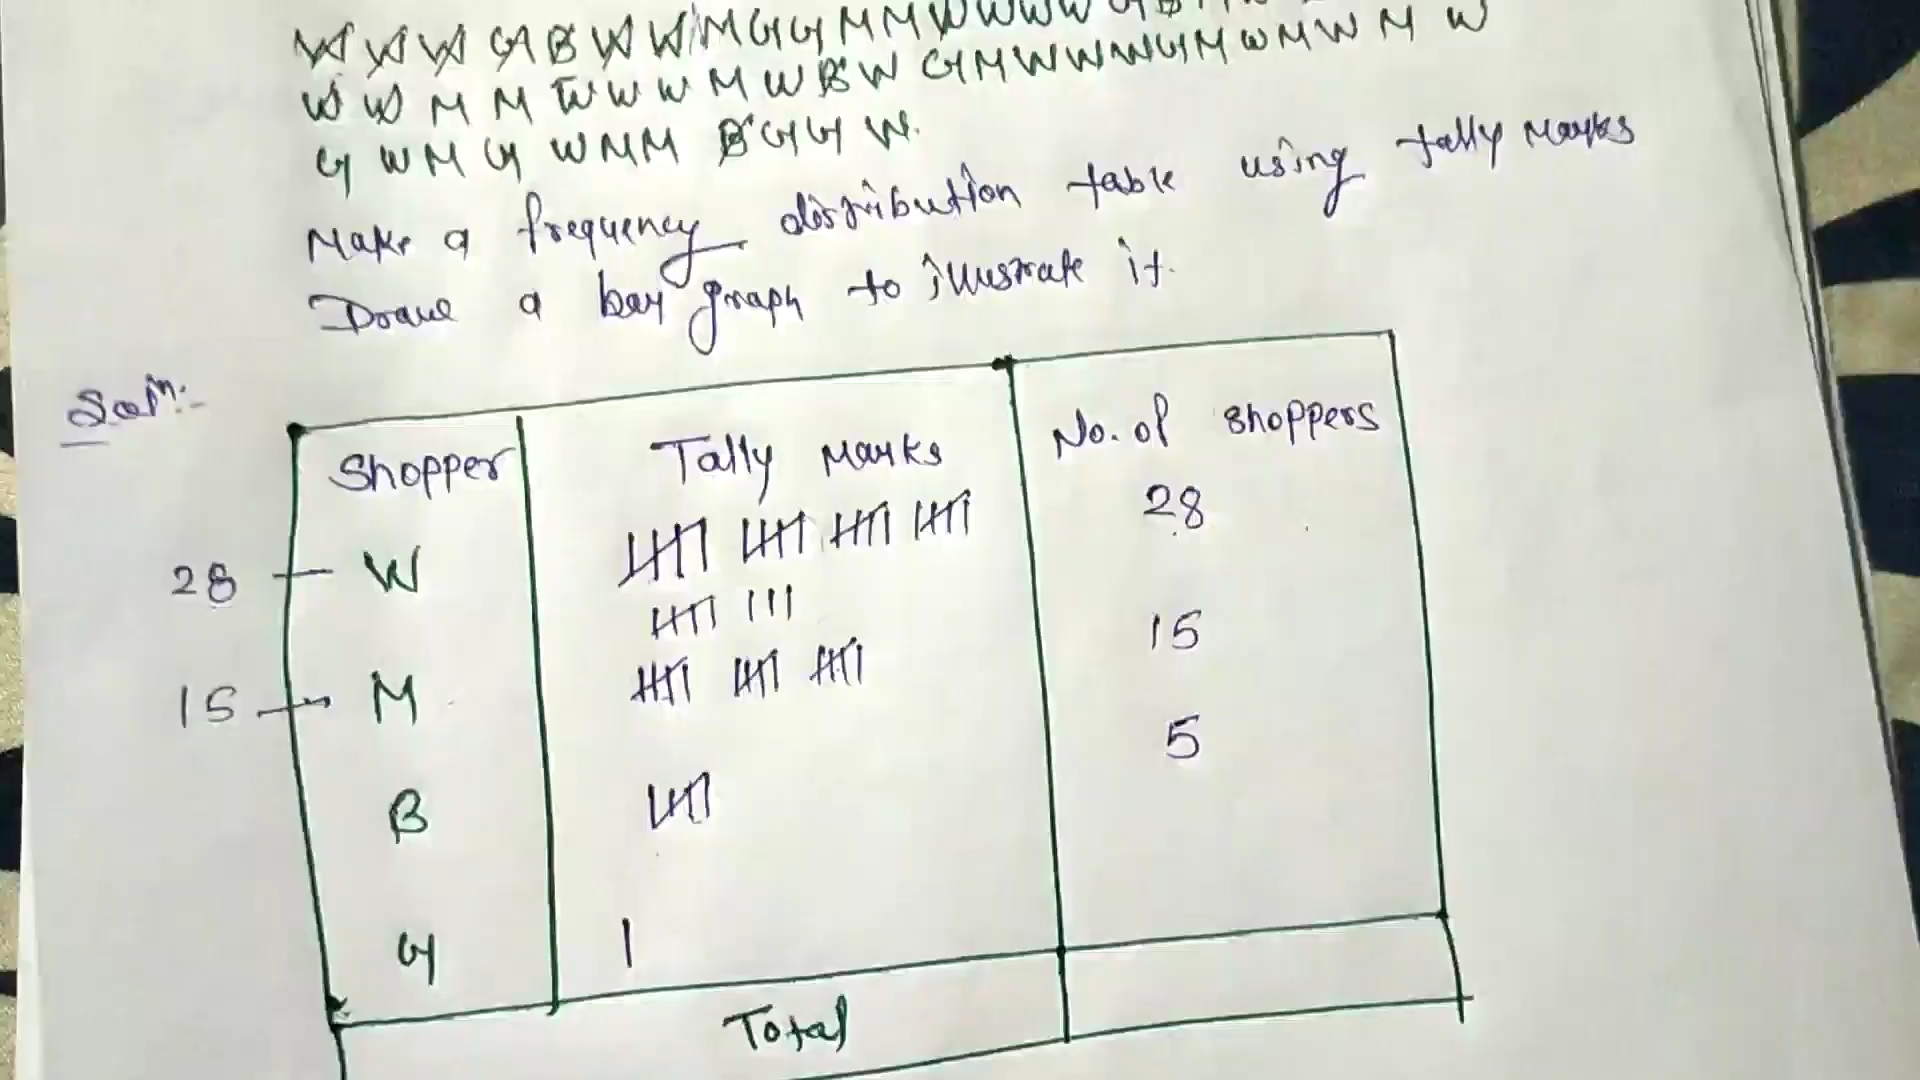 W W W G B W W M G G M M W W W W G B
W W M M W W W M W B W G M W W W G M W M W M W
G W M G W M M B G G W.
Make a frequency distribution table using tally Marks
Draw a bar graph to illustrate it.
Soln:-
Shopper Tally Marks No. of shoppers
28 — W 𝍸 𝍸 𝍸 𝍸 28
𝍸 |||
15 — M 𝍸 𝍸 𝍸 15
B 𝍸 5
G |
Total